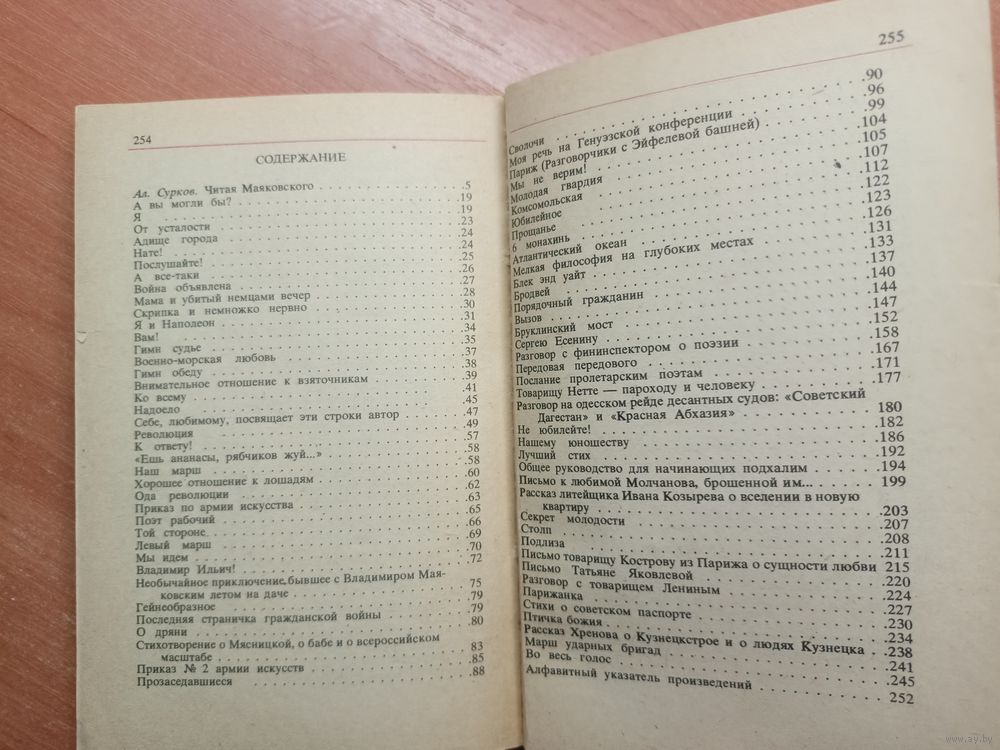 254
СОДЕРЖАНИЕ
Ал. Сурков. Читая Маяковского . . . . . 5
А вы могли бы? . . . . . 19
Я . . . . . 19
От усталости . . . . . 23
Адище города . . . . . 24
Нате! . . . . . 24
Послушайте! . . . . . 25
А все-таки . . . . . 26
Война объявлена . . . . . 27
Мама и убитый немцами вечер . . . . . 28
Скрипка и немножко нервно . . . . . 30
Я и Наполеон . . . . . 31
Вам! . . . . . 34
Гимн судье . . . . . 35
Военно-морская любовь . . . . . 37
Гимн обеду . . . . . 38
Внимательное отношение к взяточникам . . . . . 39
Ко всему . . . . . 41
Надоело . . . . . 45
Себе, любимому, посвящает эти строки автор . . . . . 47
Революция . . . . . 49
К ответу! . . . . . 57
«Ешь ананасы, рябчиков жуй...» . . . . . 58
Наш марш . . . . . 58
Хорошее отношение к лошадям . . . . . 60
Ода революции . . . . . 62
Приказ по армии искусства . . . . . 63
Поэт рабочий . . . . . 65
Той стороне . . . . . 66
Левый марш . . . . . 69
Мы идем . . . . . 70
Владимир Ильич! . . . . . 72
Необычайное приключение, бывшее с Владимиром Мая-
ковским летом на даче . . . . . 75
Гейнеобразное . . . . . 79
Последняя страничка гражданской войны . . . . . 79
О дряни . . . . . 80
Стихотворение о Мясницкой, о бабе и о всероссийском
масштабе . . . . . 83
Приказ № 2 армии искусств . . . . . 85
Прозаседавшиеся . . . . . 88
255
Сволочи . . . . . 90
Моя речь на Генуэзской конференции . . . . . 96
Париж (Разговорчики с Эйфелевой башней) . . . . . 99
Мы не верим! . . . . . 104
Молодая гвардия . . . . . 105
Комсомольская . . . . . 107
Юбилейное . . . . . 112
Прощанье . . . . . 122
6 монахинь . . . . . 123
Атлантический океан . . . . . 126
Мелкая философия на глубоких местах . . . . . 131
Блек энд уайт . . . . . 133
Бродвей . . . . . 137
Порядочный гражданин . . . . . 140
Вызов . . . . . 144
Бруклинский мост . . . . . 147
Сергею Есенину . . . . . 152
Разговор с фининспектором о поэзии . . . . . 158
Передовая передового . . . . . 167
Послание пролетарским поэтам . . . . . 171
Товарищу Нетте — пароходу и человеку . . . . . 177
Разговор на одесском рейде десантных судов: «Советский
Дагестан» и «Красная Абхазия» . . . . . 180
Не юбилейте! . . . . . 182
Нашему юношеству . . . . . 186
Лучший стих . . . . . 192
Общее руководство для начинающих подхалим . . . . . 194
Письмо к любимой Молчанова, брошенной им... . . . . . 199
Рассказ литейщика Ивана Козырева о вселении в новую
квартиру . . . . . 203
Секрет молодости . . . . . 207
Столп . . . . . 208
Подлиза . . . . . 211
Письмо товарищу Кострову из Парижа о сущности любви 215
Письмо Татьяне Яковлевой . . . . . 220
Разговор с товарищем Лениным . . . . . 224
Парижанка . . . . . 227
Стихи о советском паспорте . . . . . 230
Птичка божия . . . . . 234
Рассказ Хренова о Кузнецкстрое и о людях Кузнецка . 238
Марш ударных бригад . . . . . 241
Во весь голос . . . . . 245
Алфавитный указатель произведений . . . . . 252
www.ay.by